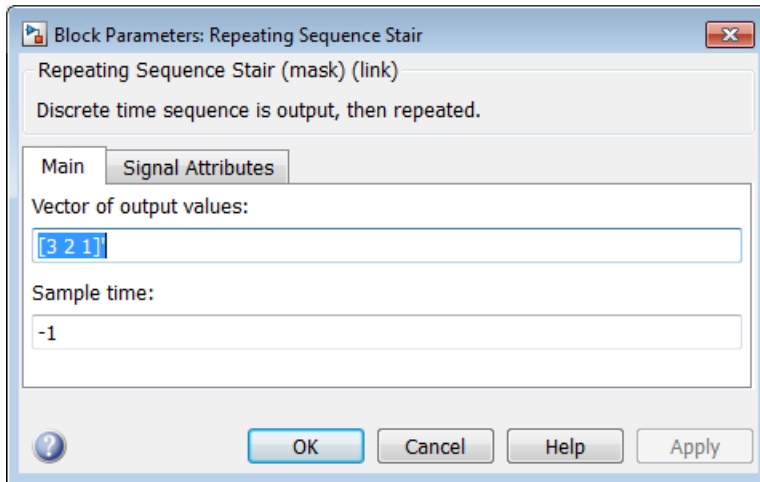 Block Parameters: Repeating Sequence Stair
Repeating Sequence Stair (mask) (link)
Discrete time sequence is output, then repeated.
Main Signal Attributes
Vector of output values:
[3 2 1]'
Sample time:
-1
? OK Cancel Help Apply